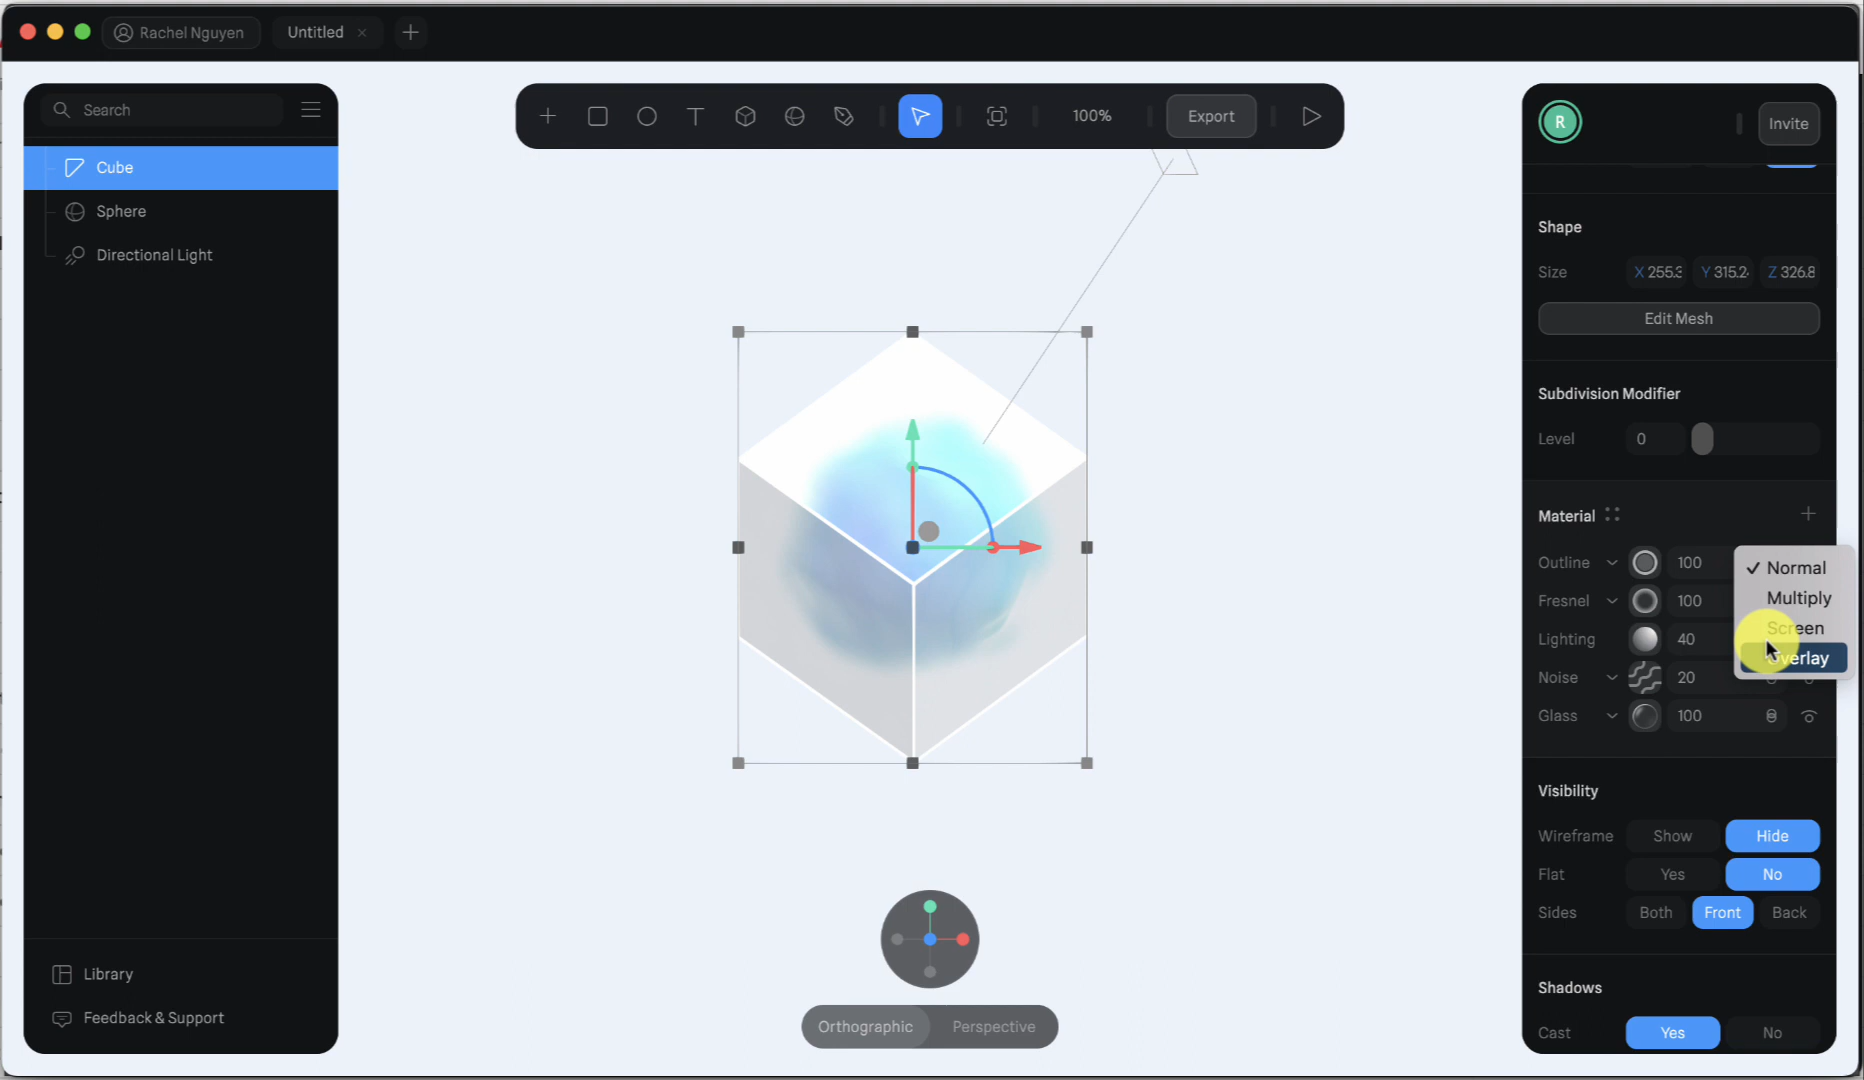 Rachel Nguyen
Untitled
Search
Cube
Sphere
Directional Light
Library
Feedback & Support
100%
Export
Orthographic
Perspective
R
Invite
Shape
Size
X 255.3
Y 315.2
Z 326.8
Edit Mesh
Subdivision Modifier
Level
0
Material
Outline
100
Normal
Multiply
Screen
Overlay
Fresnel
100
Lighting
40
Noise
20
Glass
100
Visibility
Wireframe
Show
Hide
Flat
Yes
No
Sides
Both
Front
Back
Shadows
Cast
Yes
No